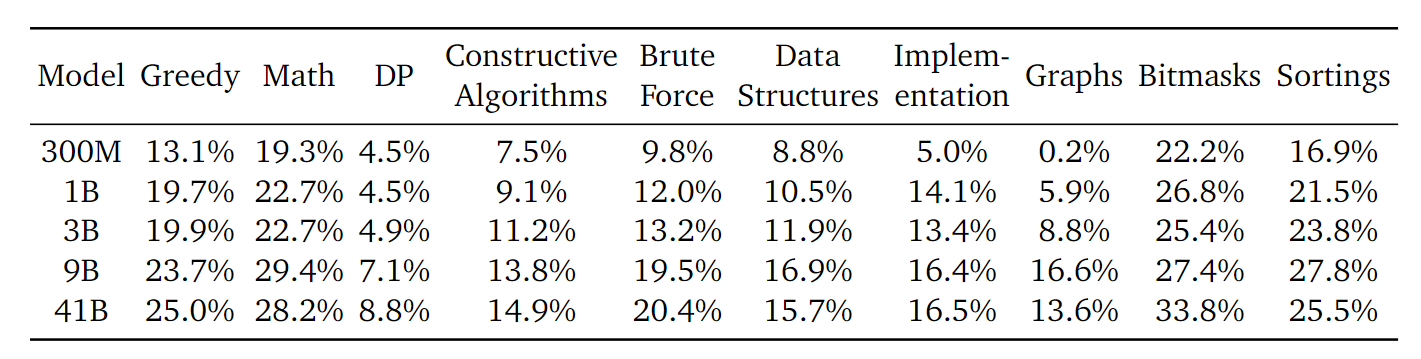 Model Greedy Math DP Constructive Algorithms Brute Force Data Structures Implem-entation Graphs Bitmasks Sortings
300M 13.1% 19.3% 4.5% 7.5% 9.8% 8.8% 5.0% 0.2% 22.2% 16.9%
1B 19.7% 22.7% 4.5% 9.1% 12.0% 10.5% 14.1% 5.9% 26.8% 21.5%
3B 19.9% 22.7% 4.9% 11.2% 13.2% 11.9% 13.4% 8.8% 25.4% 23.8%
9B 23.7% 29.4% 7.1% 13.8% 19.5% 16.9% 16.4% 16.6% 27.4% 27.8%
41B 25.0% 28.2% 8.8% 14.9% 20.4% 15.7% 16.5% 13.6% 33.8% 25.5%